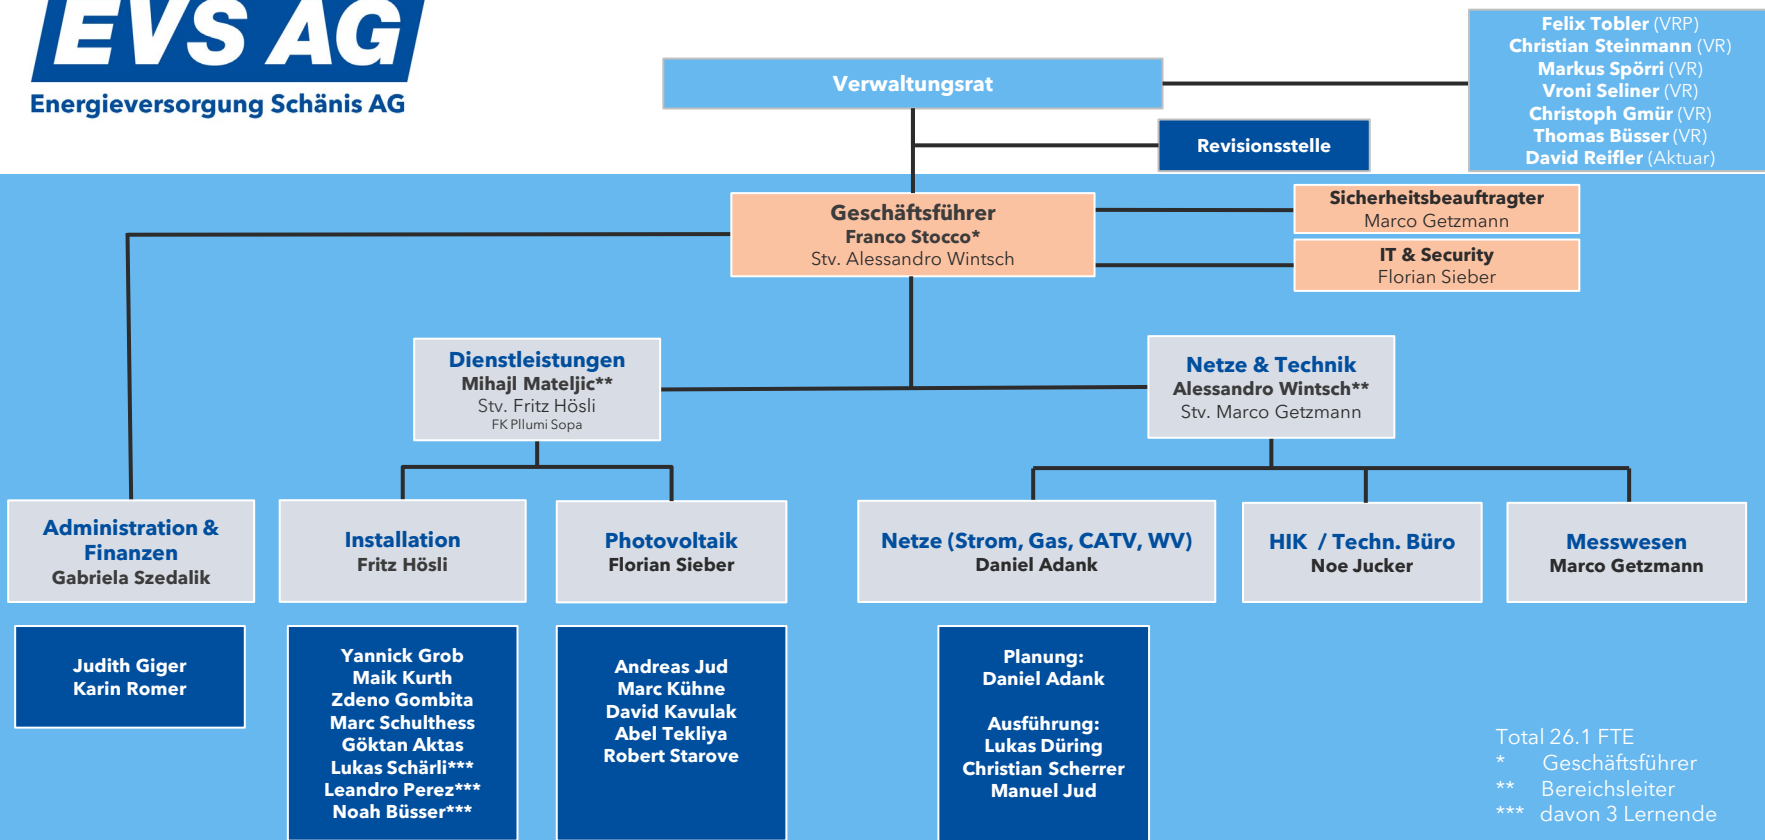 EVS AG
Energieversorgung Schänis AG
Verwaltungsrat
Felix Tobler (VRP)
Christian Steinmann (VR)
Markus Spörri (VR)
Vroni Seliner (VR)
Christoph Gmür (VR)
Thomas Büsser (VR)
David Reifler (Aktuar)
Revisionsstelle
Geschäftsführer
Franco Stocco*
Stv. Alessandro Wintsch
Sicherheitsbeauftragter
Marco Getzmann
IT & Security
Florian Sieber
Dienstleistungen
Mihajl Mateljic**
Stv. Fritz Hösli
FK Pllumi Sopa
Netze & Technik
Alessandro Wintsch**
Stv. Marco Getzmann
Administration &
Finanzen
Gabriela Szedalik
Installation
Fritz Hösli
Photovoltaik
Florian Sieber
Netze (Strom, Gas, CATV, WV)
Daniel Adank
HIK / Techn. Büro
Noe Jucker
Messwesen
Marco Getzmann
Judith Giger
Karin Romer
Yannick Grob
Maik Kurth
Zdeno Gombita
Marc Schulthess
Göktan Aktas
Lukas Schärli***
Leandro Perez***
Noah Büsser***
Andreas Jud
Marc Kühne
David Kavulak
Abel Tekliya
Robert Starove
Planung:
Daniel Adank
Ausführung:
Lukas Düring
Christian Scherrer
Manuel Jud
Total 26.1 FTE
* Geschäftsführer
** Bereichsleiter
*** davon 3 Lernende